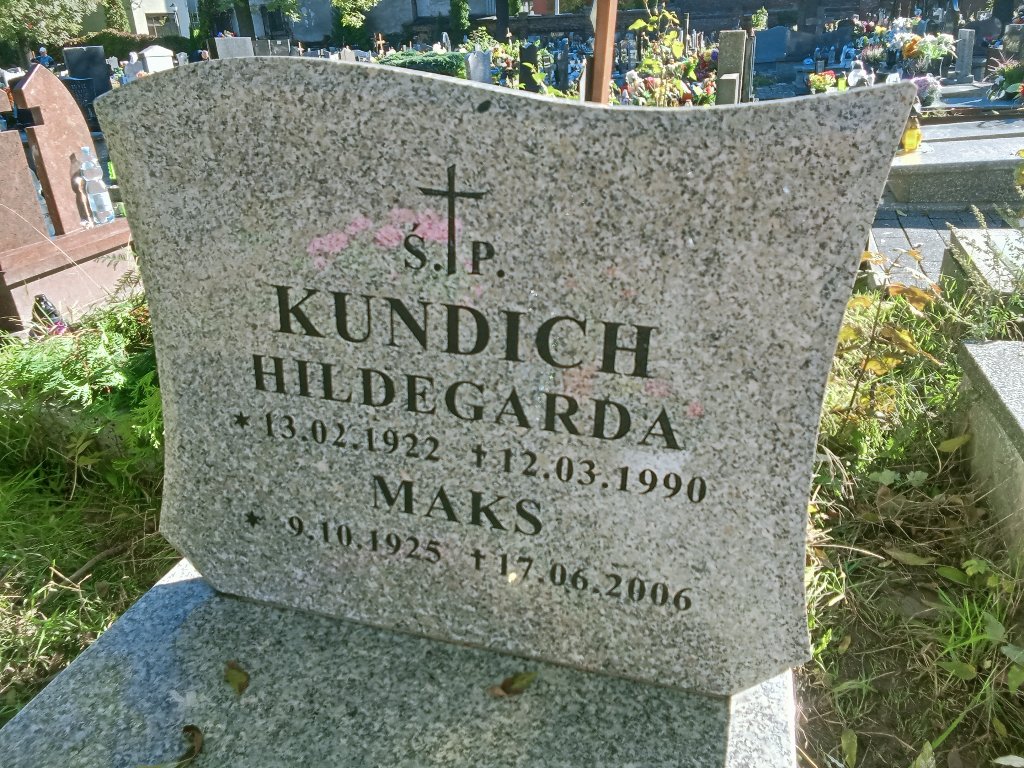 Ś. P.
KUNDICH
HILDEGARDA
* 13.02.1922 † 12.03.1990
MAKS
* 9.10.1925 † 17.06.2006